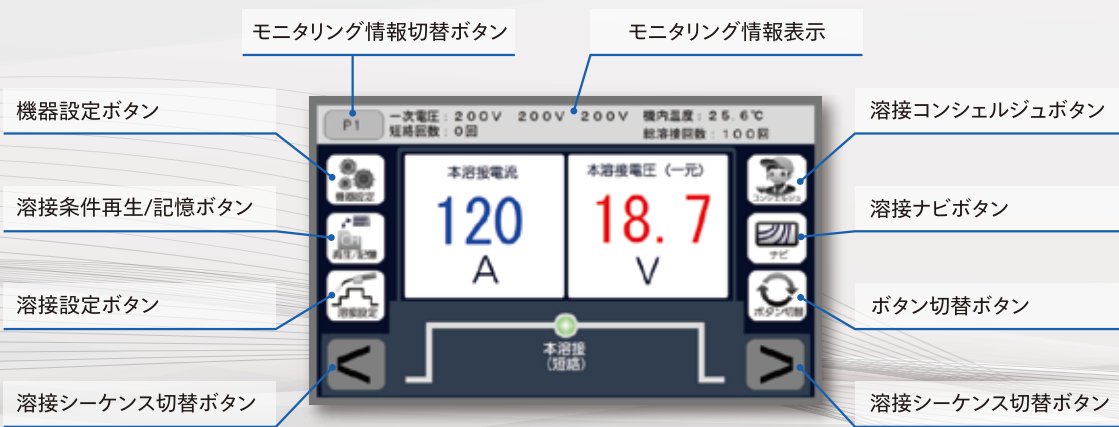 モニタリング情報切替ボタン
モニタリング情報表示
機器設定ボタン
溶接条件再生/記憶ボタン
溶接設定ボタン
溶接シーケンス切替ボタン
P1
一次電圧：200V 200V 200V 機内温度：25.6℃
短絡回数：0回 総溶接回数：100回
機器設定
再生/記憶
溶接設定
<
本溶接電流
120
A
本溶接電圧（一元）
18.7
V
本溶接
(短絡)
コンシェルジュ
ナビ
ボタン切替
>
溶接コンシェルジュボタン
溶接ナビボタン
ボタン切替ボタン
溶接シーケンス切替ボタン